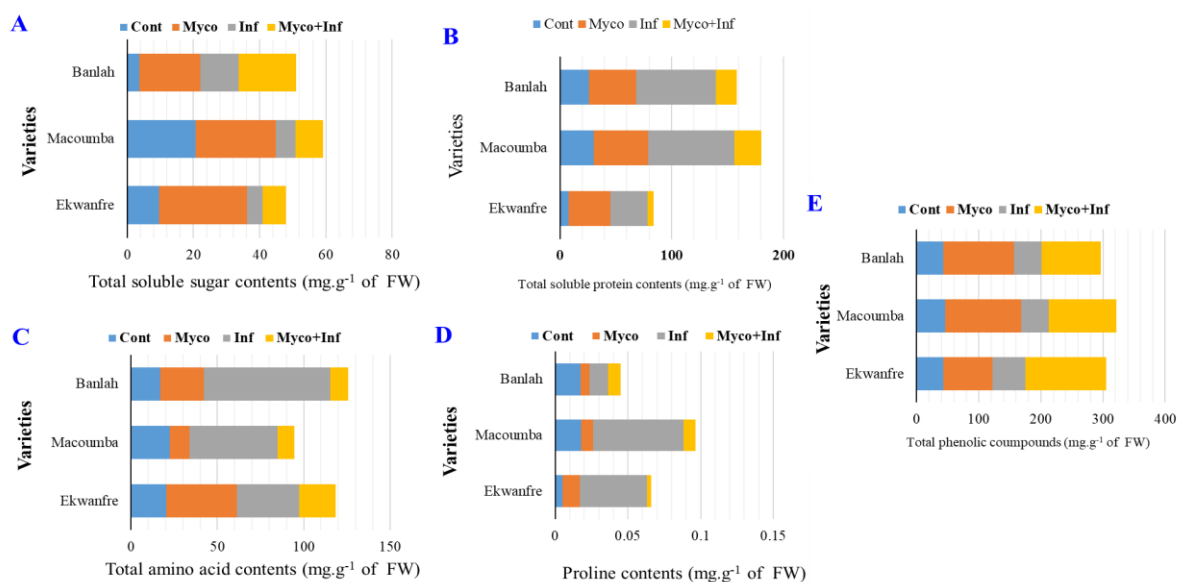 A
Cont Myco Inf Myco+Inf
Varieties
Banlah
Macoumba
Ekwanfre
0 20 40 60 80
Total soluble sugar contents (mg.g-1 of FW)
B
Cont Myco Inf Myco+Inf
Varieties
Banlah
Macoumba
Ekwanfre
0 100 200
Total soluble protein contents (mg.g-1 of FW)
C
Cont Myco Inf Myco+Inf
Varieties
Banlah
Macoumba
Ekwanfre
0 50 100 150
Total amino acid contents (mg.g-1 of FW)
D
Cont Myco Inf Myco+Inf
Banlah
Macoumba
Ekwanfre
0 0.05 0.1 0.15
Proline contents (mg.g-1 of FW)
E
Cont Myco Inf Myco+Inf
Varieties
Banlah
Macoumba
Ekwanfre
0 100 200 300 400
Total phenolic coumpounds (mg.g-1 of FW)